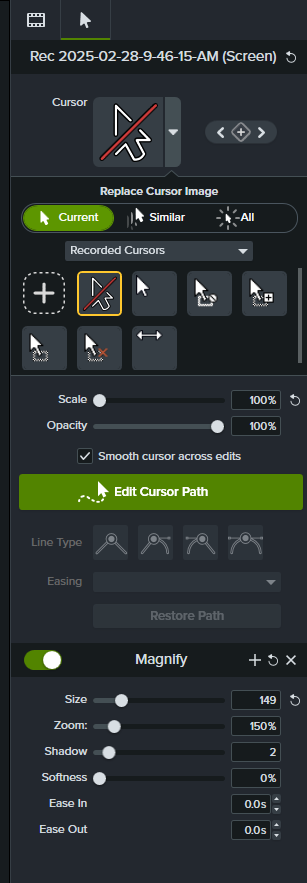 Rec 2025-02-28-9-46-15-AM (Screen)
Cursor
Replace Cursor Image
Current
Similar
All
Recorded Cursors
Scale
100%
Opacity
100%
Smooth cursor across edits
Edit Cursor Path
Line Type
Easing
Restore Path
Magnify
Size
149
Zoom:
150%
Shadow
2
Softness
0%
Ease In
0.0s
Ease Out
0.0s